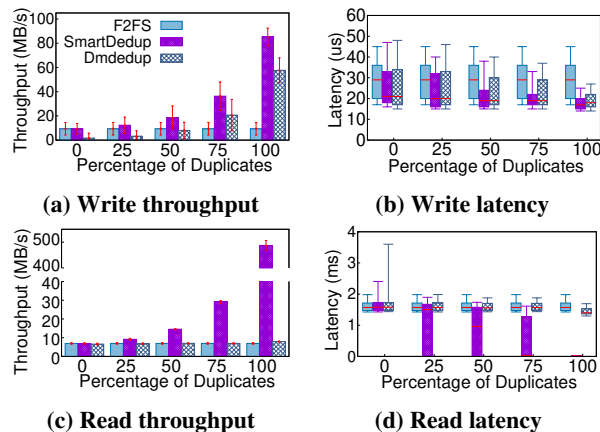 Throughput (MB/s)
100
80
60
40
20
0
F2FS
SmartDedup
Dmdedup
0 25 50 75 100
Percentage of Duplicates
(a) Write throughput
Latency (us)
60
50
40
30
20
10
0
0 25 50 75 100
Percentage of Duplicates
(b) Write latency
Throughput (MB/s)
500
400
40
30
20
10
0
0 25 50 75 100
Percentage of Duplicates
(c) Read throughput
Latency (ms)
4
3
2
1
0
0 25 50 75 100
Percentage of Duplicates
(d) Read latency